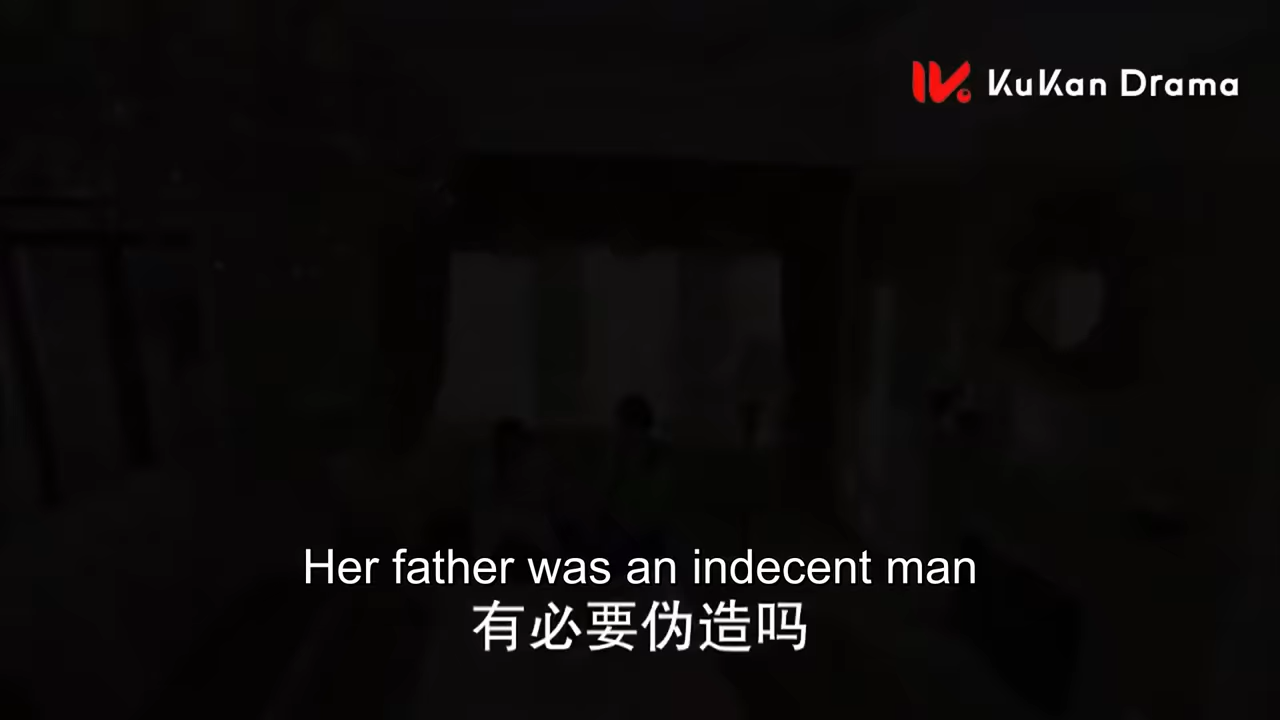 KuKan Drama
Her father was an indecent man
有必要伪造吗